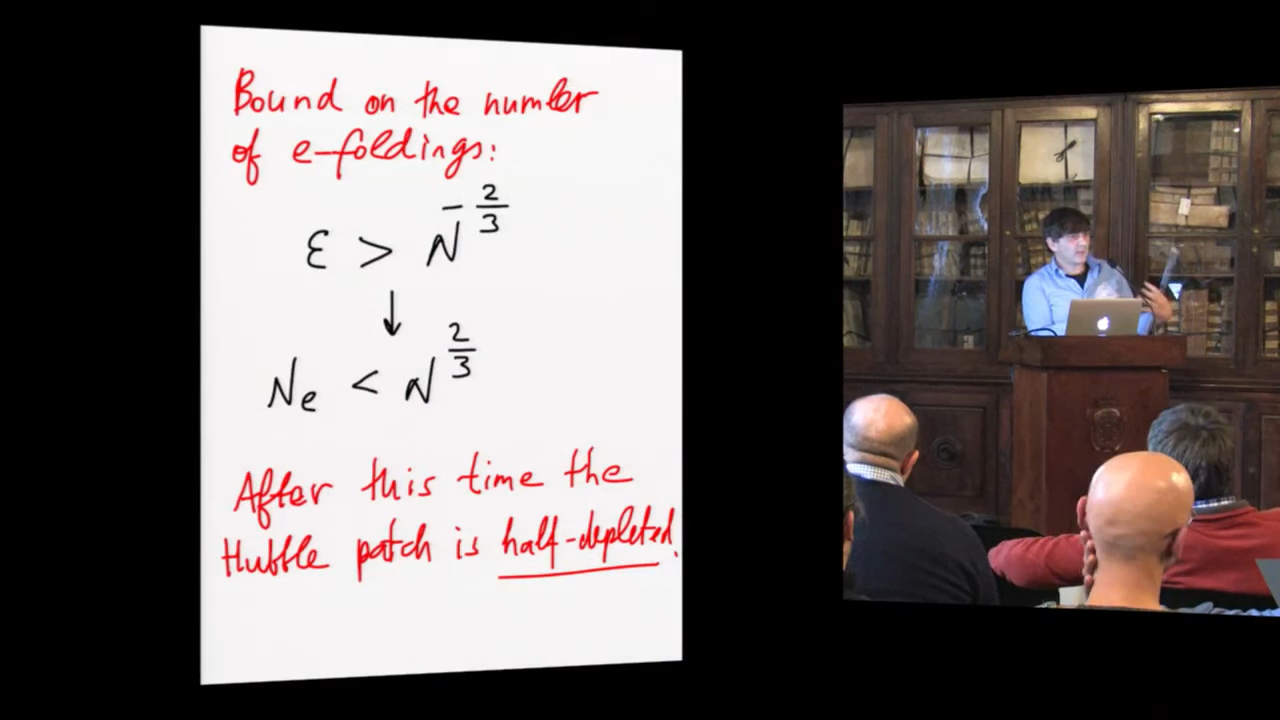 Bound on the number
of e-foldings:
ε > N^{-2/3}
↓
Ne < N^{2/3}
After this time the
Hubble patch is half-depleted.